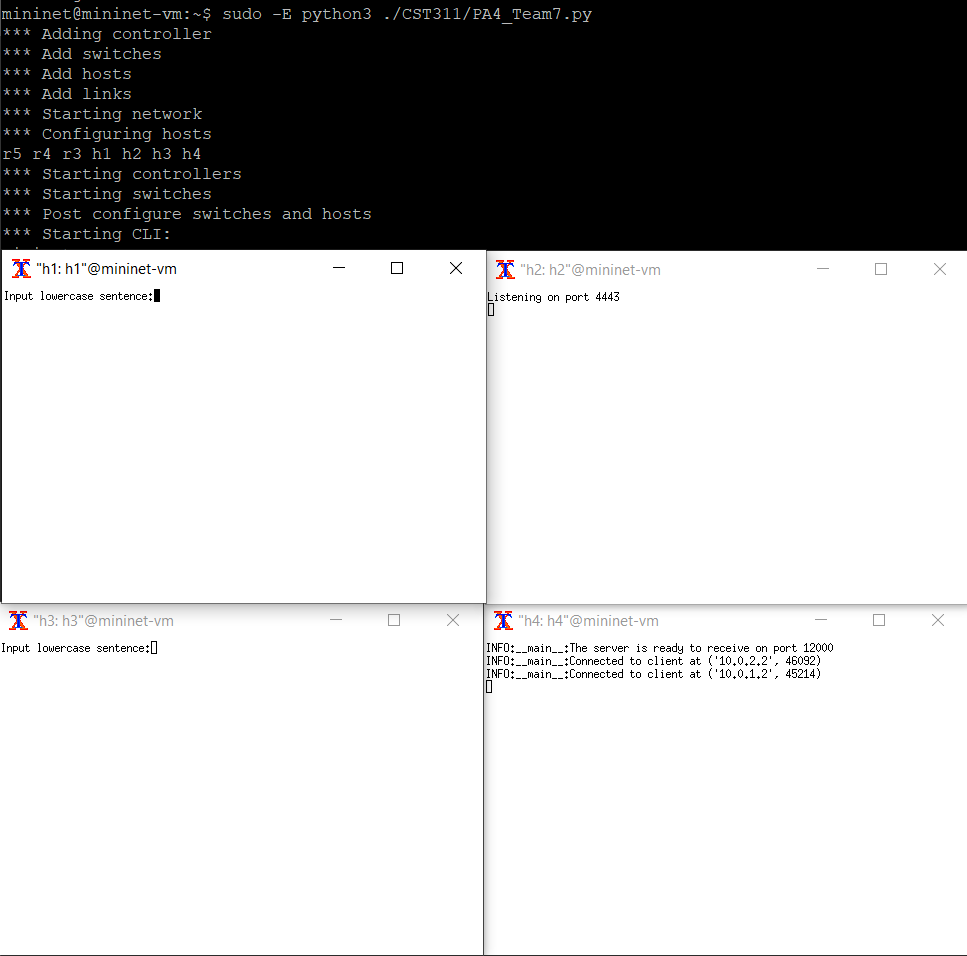 mininet@mininet-vm:~$ sudo -E python3 ./CST311/PA4_Team7.py
*** Adding controller
*** Add switches
*** Add hosts
*** Add links
*** Starting network
*** Configuring hosts
r5 r4 r3 h1 h2 h3 h4
*** Starting controllers
*** Starting switches
*** Post configure switches and hosts
*** Starting CLI:
"h1: h1"@mininet-vm
Input lowercase sentence:
"h2: h2"@mininet-vm
Listening on port 4443
"h3: h3"@mininet-vm
Input lowercase sentence:
"h4: h4"@mininet-vm
INFO:__main__:The server is ready to receive on port 12000
INFO:__main__:Connected to client at ('10.0.2.2', 46092)
INFO:__main__:Connected to client at ('10.0.1.2', 45214)